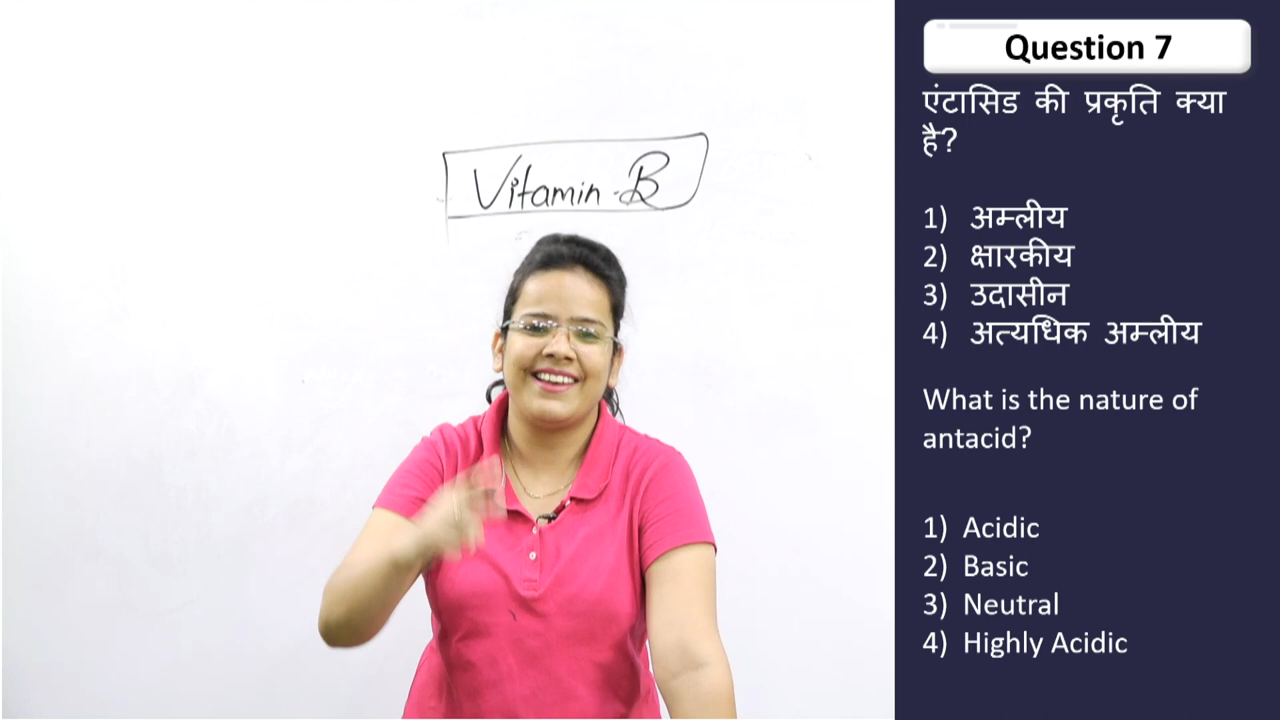 Vitamin-B
Question 7
एंटासिड की प्रकृति क्या
है?
1) अम्लीय
2) क्षारकीय
3) उदासीन
4) अत्यधिक अम्लीय
What is the nature of
antacid?
1) Acidic
2) Basic
3) Neutral
4) Highly Acidic